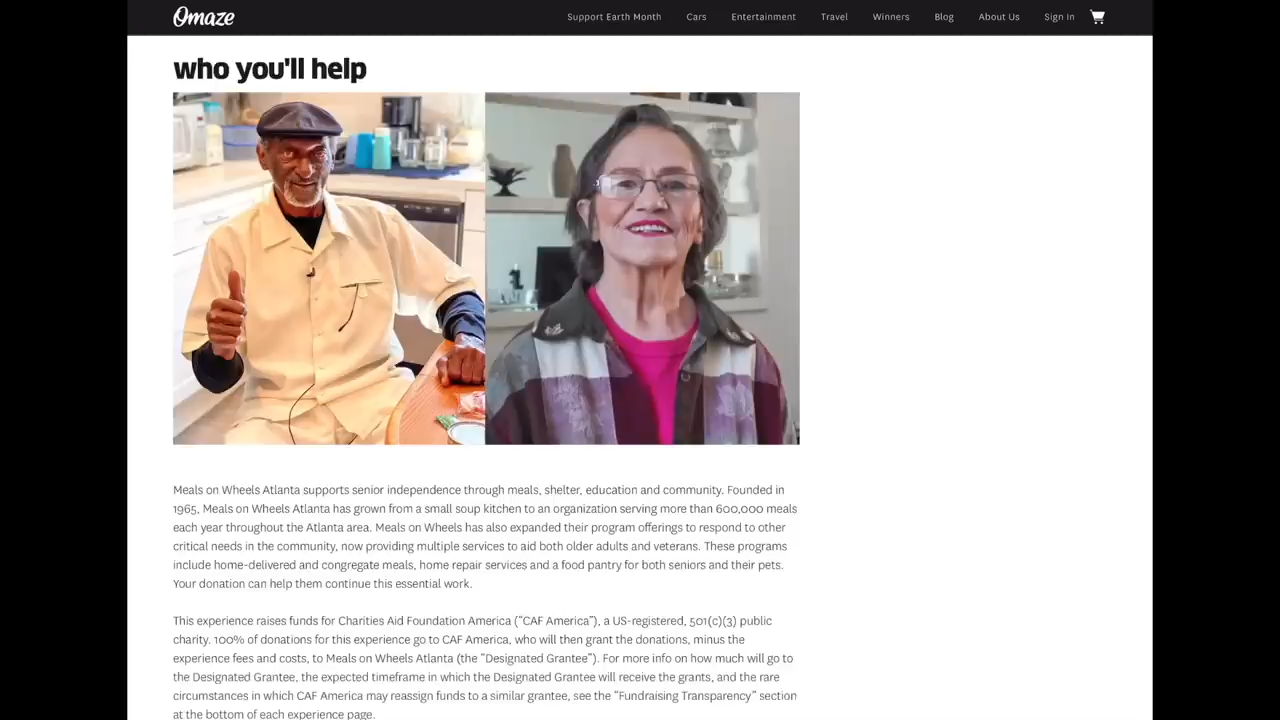 Omaze
Support Earth Month Cars Entertainment Travel Winners Blog About Us Sign In
who you'll help
Meals on Wheels Atlanta supports senior independence through meals, shelter, education and community. Founded in
1965, Meals on Wheels Atlanta has grown from a small soup kitchen to an organization serving more than 600,000 meals
each year throughout the Atlanta area. Meals on Wheels has also expanded their program offerings to respond to other
critical needs in the community, now providing multiple services to aid both older adults and veterans. These programs
include home-delivered and congregate meals, home repair services and a food pantry for both seniors and their pets.
Your donation can help them continue this essential work.
This experience raises funds for Charities Aid Foundation America ("CAF America"), a US-registered, 501(c)(3) public
charity. 100% of donations for this experience go to CAF America, who will then grant the donations, minus the
experience fees and costs, to Meals on Wheels Atlanta (the "Designated Grantee"). For more info on how much will go to
the Designated Grantee, the expected timeframe in which the Designated Grantee will receive the grants, and the rare
circumstances in which CAF America may reassign funds to a similar grantee, see the "Fundraising Transparency" section
at the bottom of each experience page.